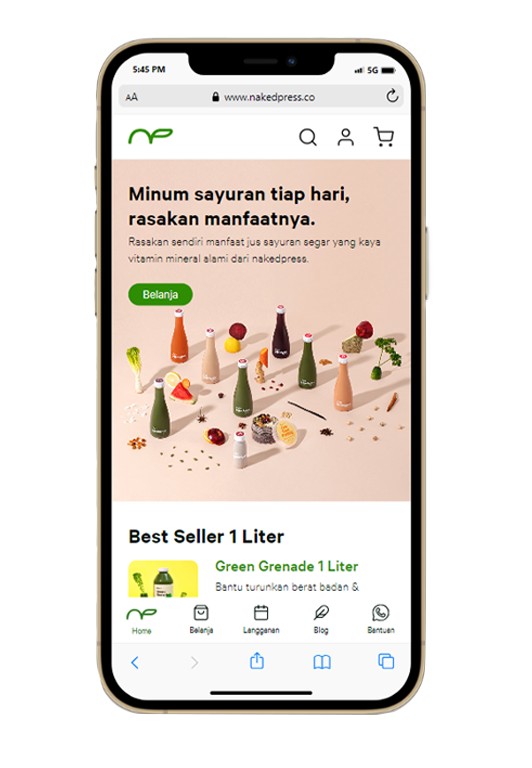 5:45 PM
5G
AA
www.nakedpress.co
Minum sayuran tiap hari,
rasakan manfaatnya.
Rasakan sendiri manfaat jus sayuran segar yang kaya
vitamin mineral alami dari nakedpress.
Belanja
Best Seller 1 Liter
Green Grenade 1 Liter
Bantu turunkan berat badan &
Home
Belanja
Langganan
Blog
Bantuan